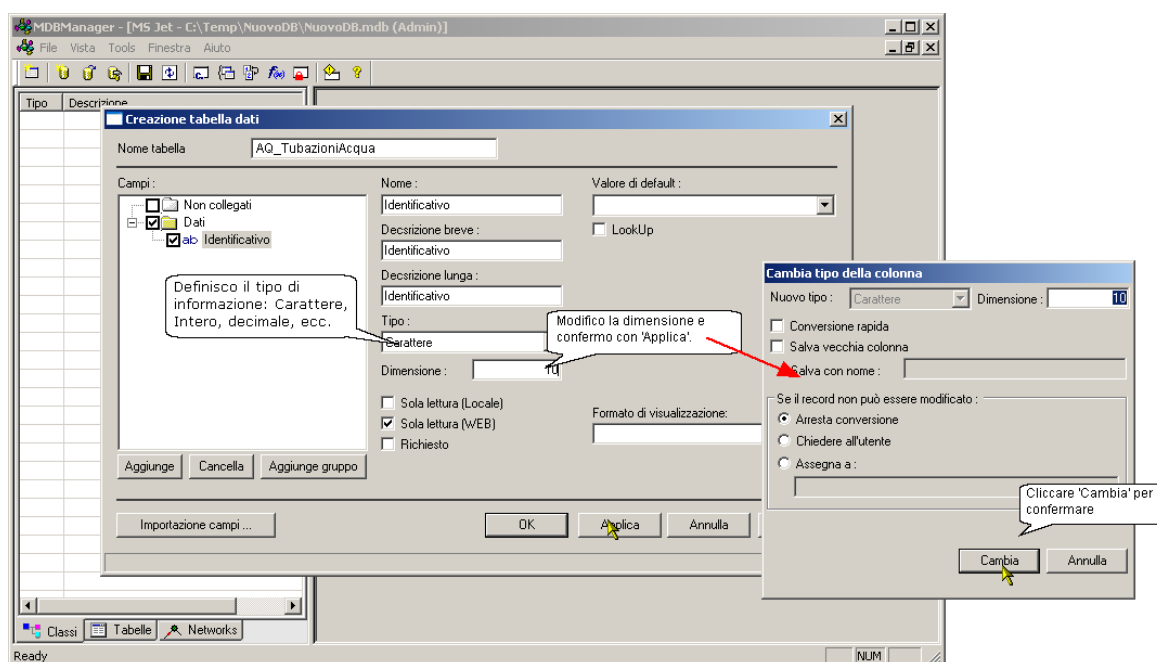 MDBManager - [MS Jet - C:\Temp\NuovoDB\NuovoDB.mdb (Admin)]
File Vista Tools Finestra Aiuto
Tipo Descrizione
Creazione tabella dati
Nome tabella AQ_TubazioniAcqua
Campi :
Non collegati
Dati
ab Identificativo
Definisco il tipo di
informazione: Carattere,
Intero, decimale, ecc.
Aggiunge Cancella Aggiunge gruppo
Nome :
Identificativo
Decsrizione breve :
Identificativo
Decsrizione lunga :
Identificativo
Tipo :
Carattere
Dimensione : 10
Modifico la dimensione e
confermo con 'Applica'.
Sola lettura (Locale)
Sola lettura (WEB)
Richiesto
Valore di default :
LookUp
Formato di visualizzazione:
Importazione campi ...
OK Applica Annulla
Cambia tipo della colonna
Nuovo tipo : Carattere Dimensione : 10
Conversione rapida
Salva vecchia colonna
Salva con nome :
Se il record non può essere modificato :
Arresta conversione
Chiedere all'utente
Assegna a :
Cliccare 'Cambia' per
confermare
Cambia Annulla
Classi Tabelle Networks
Ready NUM